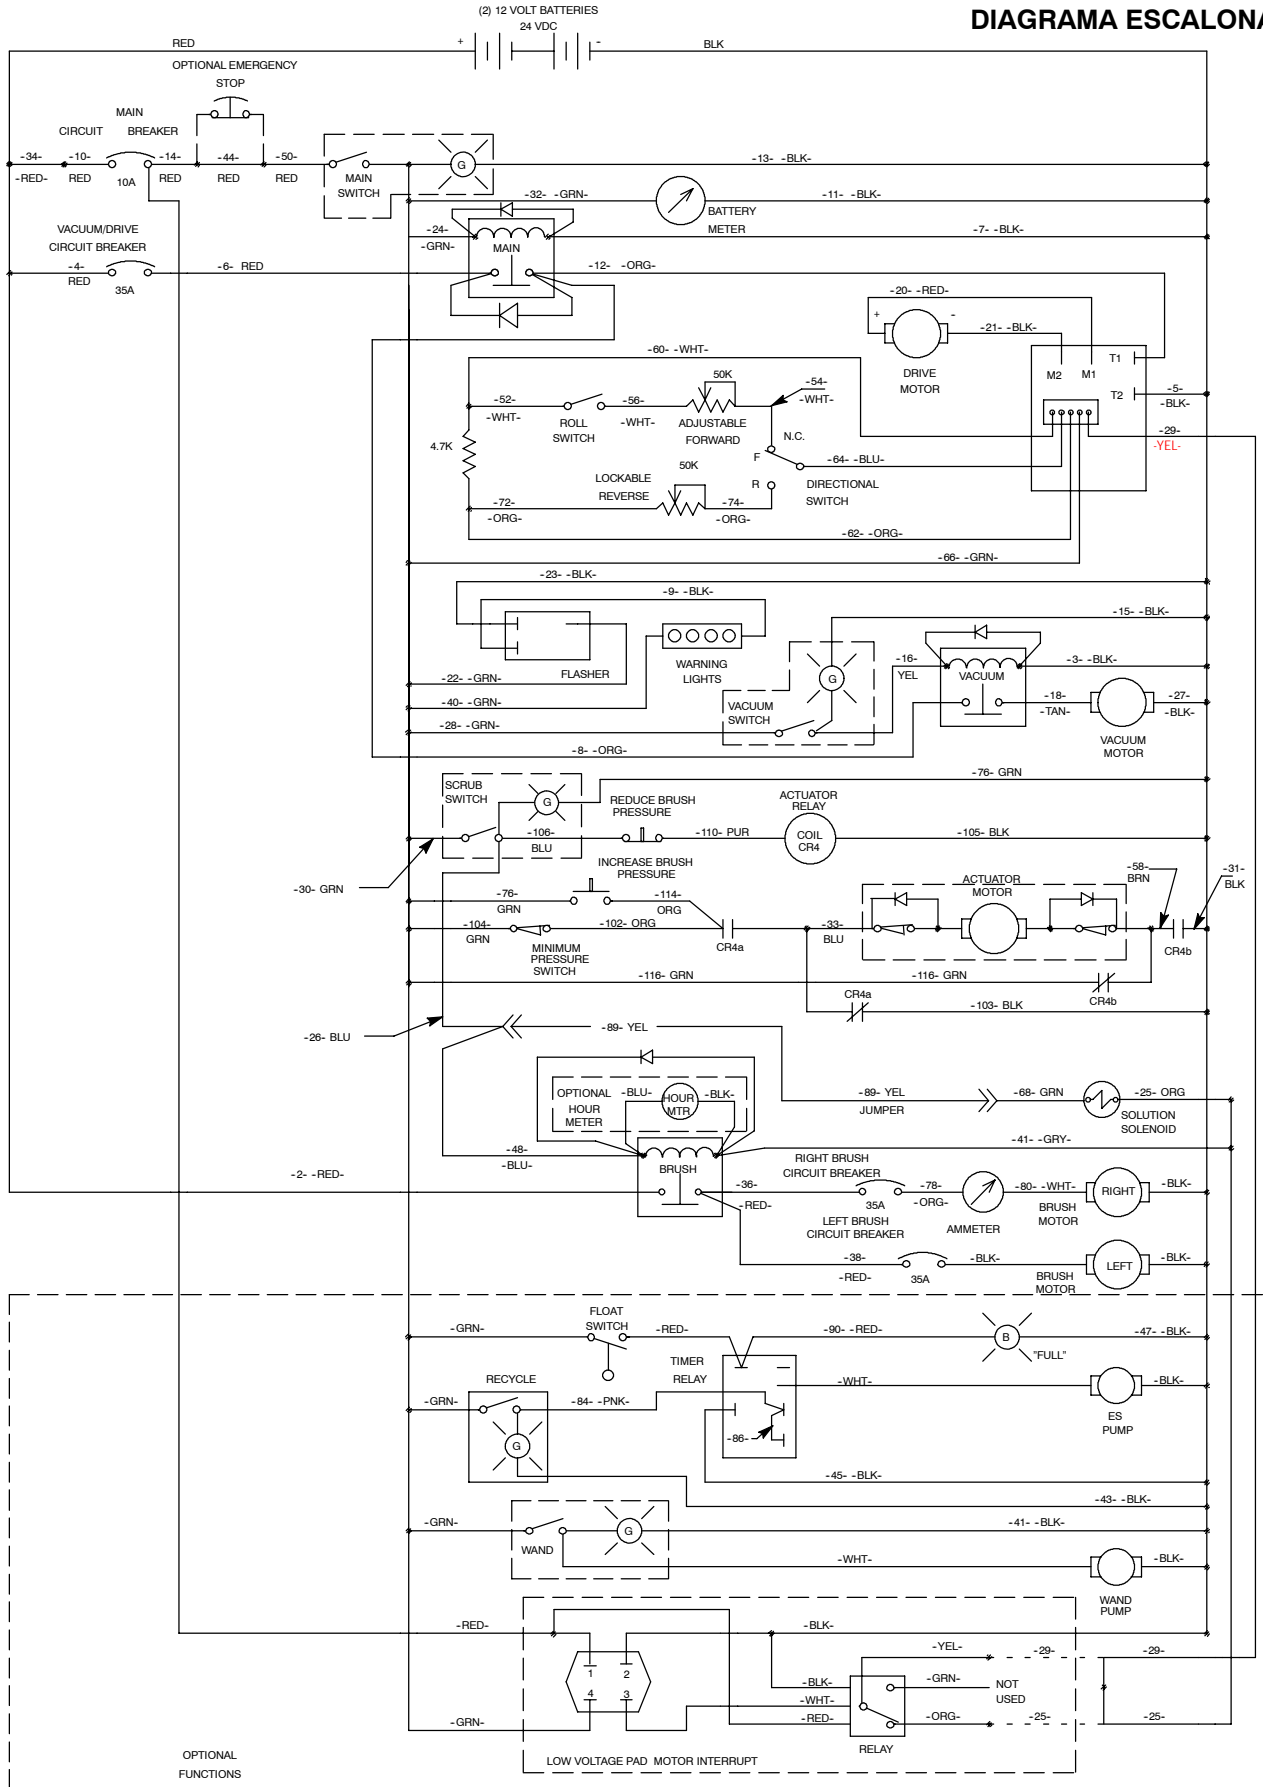 DIAGRAMA ESCALONA
(2) 12 VOLT BATTERIES
24 VDC
RED
+
-
BLK
OPTIONAL EMERGENCY
STOP
MAIN
CIRCUIT BREAKER
-34-
-RED-
-10-
RED
10A
-14-
RED
-44-
RED
-50-
RED
MAIN
SWITCH
G
-13- -BLK-
-32- -GRN-
BATTERY
METER
-11- -BLK-
-24-
-GRN-
MAIN
-7- -BLK-
VACUUM/DRIVE
CIRCUIT BREAKER
-4-
RED
35A
-6- RED
-12- -ORG-
-20- -RED-
+
-
-21- -BLK-
DRIVE
MOTOR
M2
M1
T1
T2
-5-
-BLK-
-29-
-YEL-
-60- -WHT-
-52-
-WHT-
ROLL
SWITCH
-56-
-WHT-
50K
ADJUSTABLE
FORWARD
-54-
-WHT-
N.C.
F
R
-64- -BLU-
DIRECTIONAL
SWITCH
4.7K
50K
LOCKABLE
REVERSE
-72-
-ORG-
-74-
-ORG-
-62- -ORG-
-66- -GRN-
-23- -BLK-
-9- -BLK-
-15- -BLK-
FLASHER
WARNING
LIGHTS
-22- -GRN-
-40- -GRN-
-28- -GRN-
VACUUM
SWITCH
G
-16-
YEL
VACUUM
-3- -BLK-
-18-
-TAN-
-27-
-BLK-
VACUUM
MOTOR
-8- -ORG-
-76- GRN
SCRUB
SWITCH
G
REDUCE BRUSH
PRESSURE
ACTUATOR
RELAY
-106-
BLU
-110- PUR
COIL
CR4
-105- BLK
-30- GRN
INCREASE BRUSH
PRESSURE
-76-
GRN
-114-
ORG
-104-
GRN
-102- ORG
MINIMUM
PRESSURE
SWITCH
CR4a
-33-
BLU
ACTUATOR
MOTOR
-58-
BRN
-31-
BLK
CR4b
-116- GRN
-116- GRN
CR4b
CR4a
-103- BLK
-26- BLU
-89- YEL
OPTIONAL
HOUR
METER
-BLU-
HOUR
MTR
-BLK-
-89- YEL
JUMPER
-68- GRN
-25- ORG
SOLUTION
SOLENOID
-48-
-BLU-
-41- -GRY-
BRUSH
-2- -RED-
-36-
-RED-
RIGHT BRUSH
CIRCUIT BREAKER
35A
-78-
-ORG-
AMMETER
-80- -WHT-
BRUSH
MOTOR
RIGHT
-BLK-
LEFT BRUSH
CIRCUIT BREAKER
-38-
-RED-
35A
-BLK-
BRUSH
MOTOR
LEFT
-BLK-
-GRN-
FLOAT
SWITCH
-RED-
TIMER
RELAY
-90- -RED-
B
"FULL"
-47- -BLK-
-WHT-
ES
PUMP
-BLK-
RECYCLE
-GRN-
-84- -PNK-
G
-86-
-45- -BLK-
-43- -BLK-
-GRN-
WAND
G
-41- -BLK-
-WHT-
-BLK-
WAND
PUMP
-RED-
-BLK-
1
2
4
3
-YEL-
-29-
-29-
-BLK-
-GRN-
NOT
USED
-WHT-
-RED-
-ORG-
-25-
-25-
-GRN-
RELAY
LOW VOLTAGE PAD MOTOR INTERRUPT
OPTIONAL
FUNCTIONS